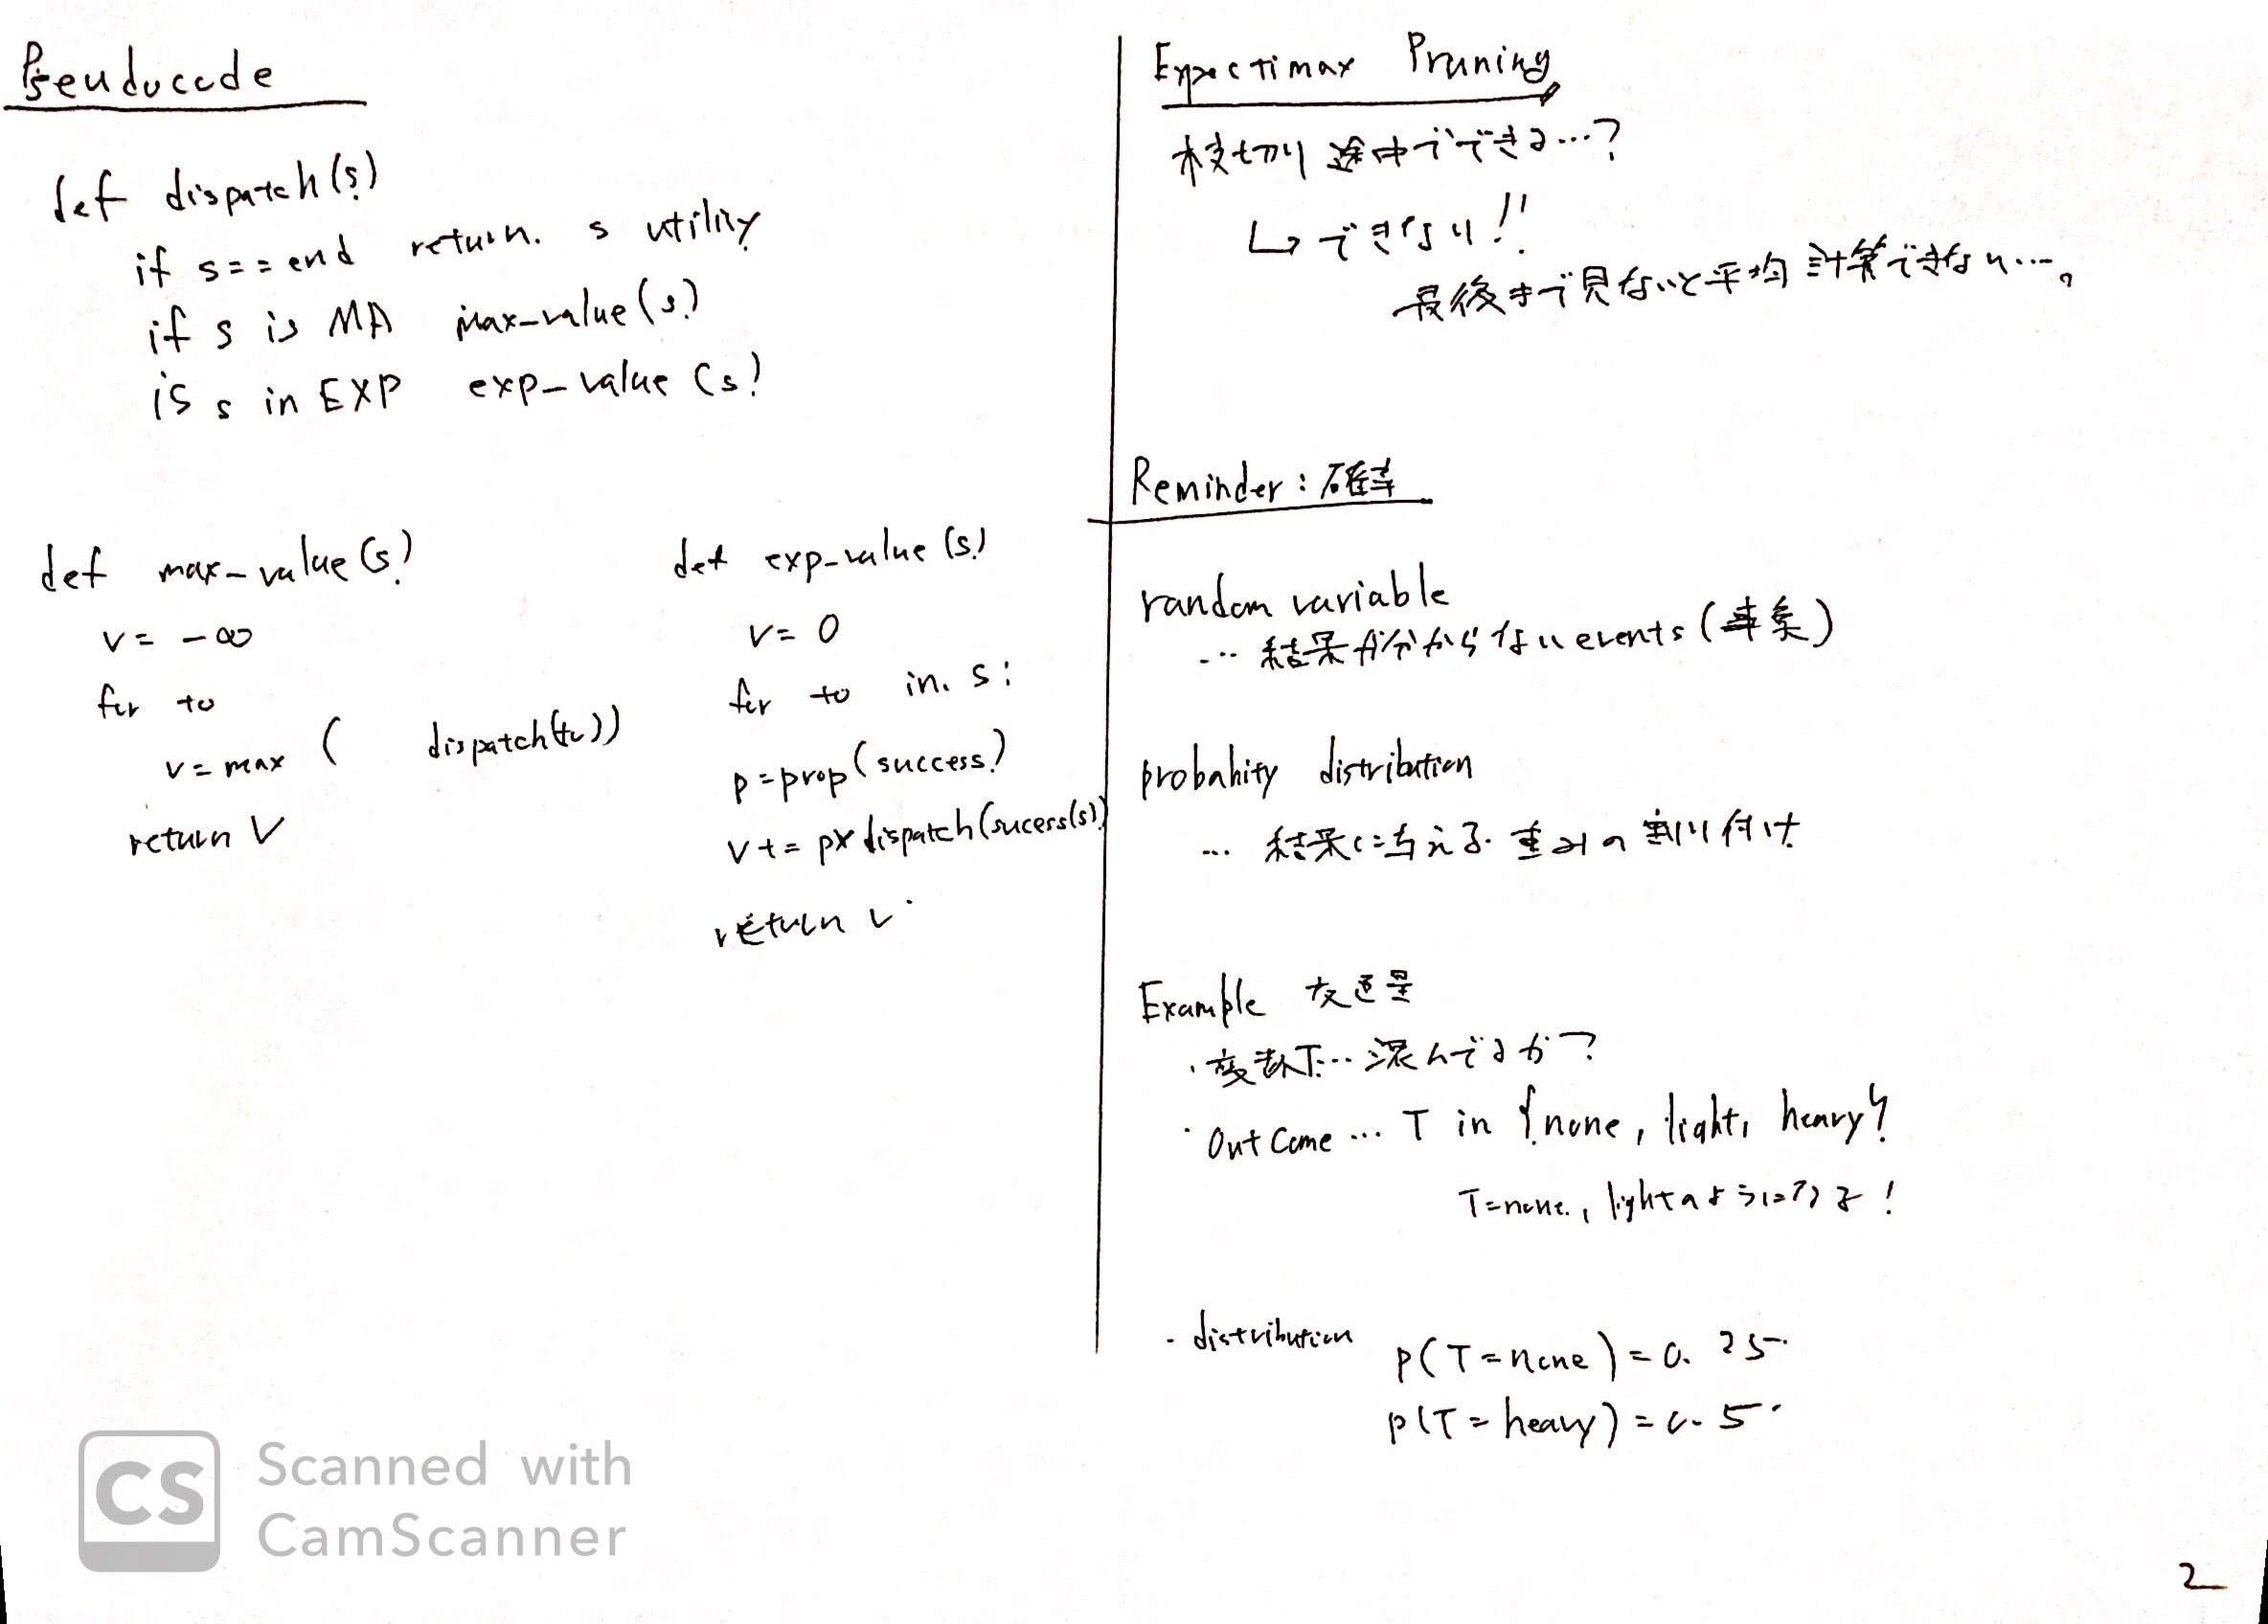 Pseudocode
def dispatch(s)
if s==end return. s utility
if s is MA max-value(s)
is s in EXP exp-value(s)
def max-value(s)
v= -∞
for to
v=max ( dispatch(to))
return V
def exp-value(s)
v= 0
for to in. s:
p=prop(success)
v+= p× dispatch(sucess(s))
return v
Expectimax Pruning
枝切り 途中でできる…?
↳ できない!!
最後まで見ないと平均計算できない…。
Reminder: 確率
random variable
… 結果が分からない events (事象)
probability distribution
… 結果に与える重みの割り付け
Example 交通量
・変数T…混んでるか?
・Out Come … T in {none, light, heavy}
T=none., lightのようになる!
・distribution P(T=none)=0.25
P(T=heavy)=0.5
CS Scanned with
CamScanner
2